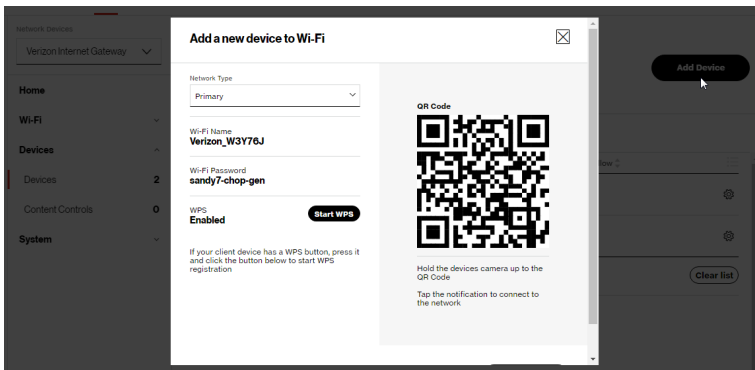 Network Devices
Verizon Internet Gateway
Home
Wi-Fi
Devices
Devices 2
Content Controls 0
System
Add a new device to Wi-Fi
Network Type
Primary
Wi-Fi Name
Verizon_W3Y76J
Wi-Fi Password
sandy7-chop-gen
WPS
Enabled
Start WPS
If your client device has a WPS button, press it
and click the button below to start WPS
registration
QR Code
Hold the devices camera up to the
QR Code
Tap the notification to connect to
the network
Add Device
Clear list